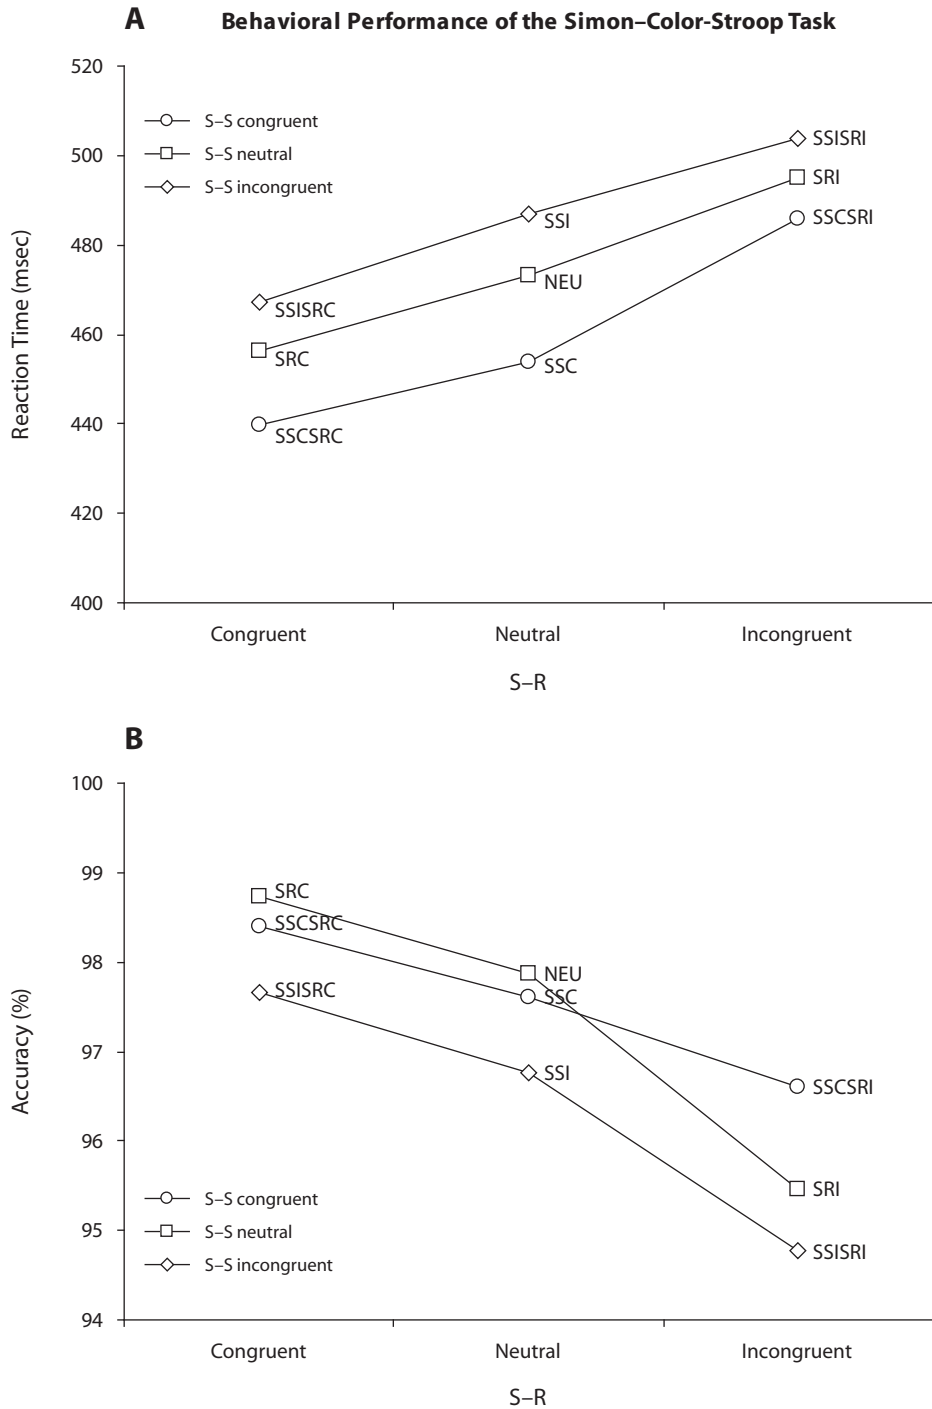 A Behavioral Performance of the Simon–Color-Stroop Task
520
S–S congruent
S–S neutral
S–S incongruent
500
480
460
440
420
400
Reaction Time (msec)
SSISRI
SRI
SSCSRI
SSI
NEU
SSISRC
SRC
SSC
SSCSRC
Congruent Neutral Incongruent
S–R
B
100
99
98
97
96
95
94
Accuracy (%)
SRC
SSCSRC
SSISRC
NEU
SSC
SSI
SSCSRI
SRI
SSISRI
S–S congruent
S–S neutral
S–S incongruent
Congruent Neutral Incongruent
S–R